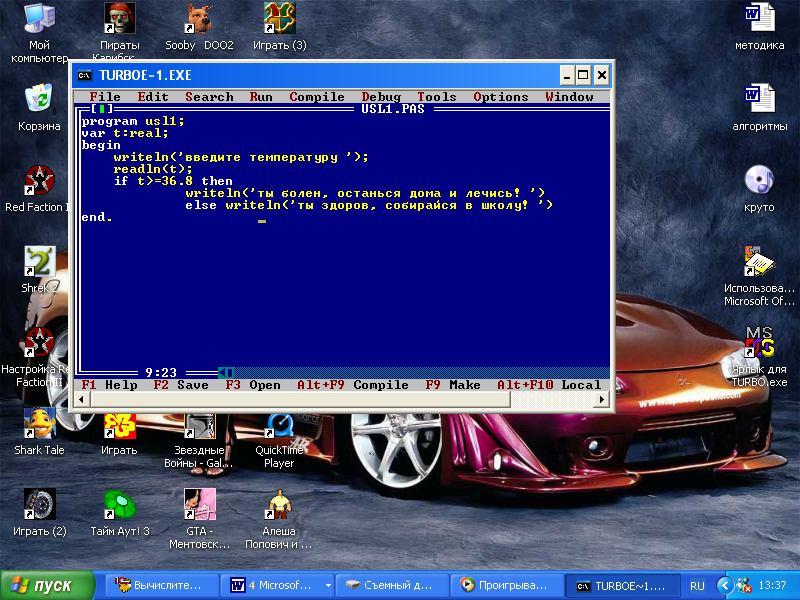 Мой компьютер
Пираты Карибск...
Sooby_DOO2
Играть (3)
методика
Корзина
алгоритмы
Red Faction I
круто
Shrek 2
Использова... Microsoft Of...
Настройка Re Faction II
Ярлык для TURBO.exe
TURBOE~1.EXE
File Edit Search Run Compile Debug Tools Options Window
USL1.PAS
program usl1;
var t:real;
begin
writeln('введите температуру ');
readln(t);
if t>=36.8 then
writeln('ты болен, останься дома и лечись! ')
else writeln('ты здоров, собирайся в школу! ')
end.
9:23
F1 Help F2 Save F3 Open Alt+F9 Compile F9 Make Alt+F10 Local
Shark Tale
Играть
Звездные Войны - Gal...
QuickTime Player
Играть (2)
Тайм Аут! 3
GTA - Ментовск...
Алеша Попович и ...
пуск
Вычислите...
4 Microsof...
Съемный д...
Проигрыва...
TURBOE~1....
RU
13:37